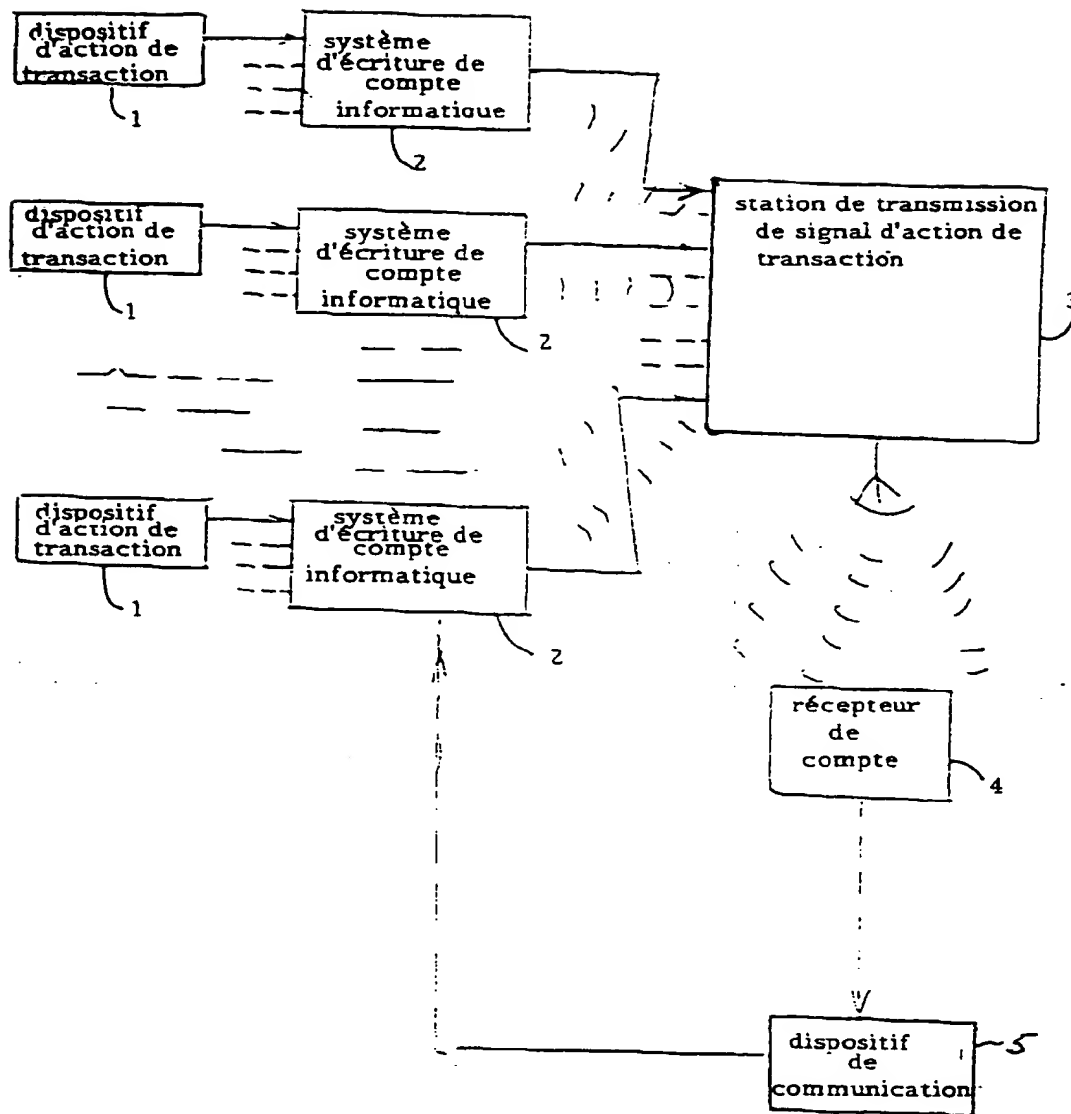 dispositif
d'action de
transaction
1
système
d'écriture de
compte
informatique
2
dispositif
d'action de
transaction
1
système
d'écriture de
compte
informatique
2
station de transmission
de signal d'action de
transaction
3
dispositif
d'action de
transaction
1
système
d'écriture de
compte
informatique
2
récepteur
de
compte
4
dispositif
de
communication
5